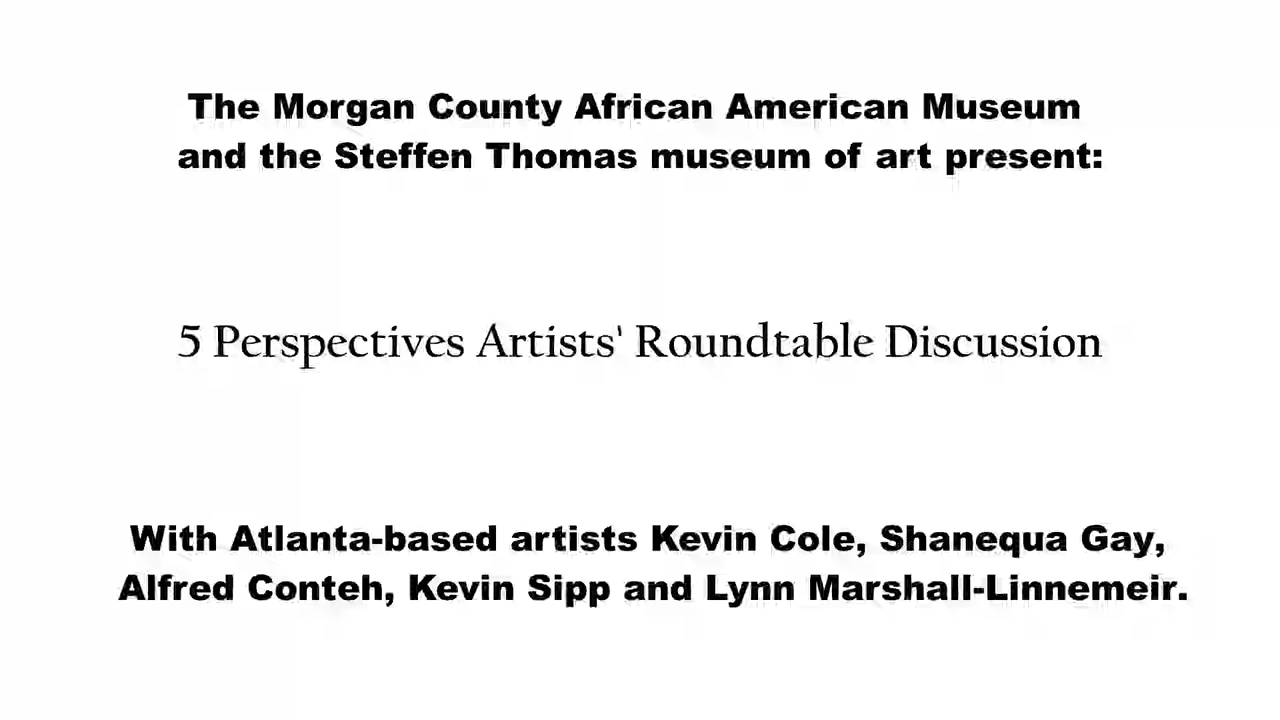 The Morgan County African American Museum
and the Steffen Thomas museum of art present:
5 Perspectives Artists' Roundtable Discussion
With Atlanta-based artists Kevin Cole, Shanequa Gay,
Alfred Conteh, Kevin Sipp and Lynn Marshall-Linnemeir.